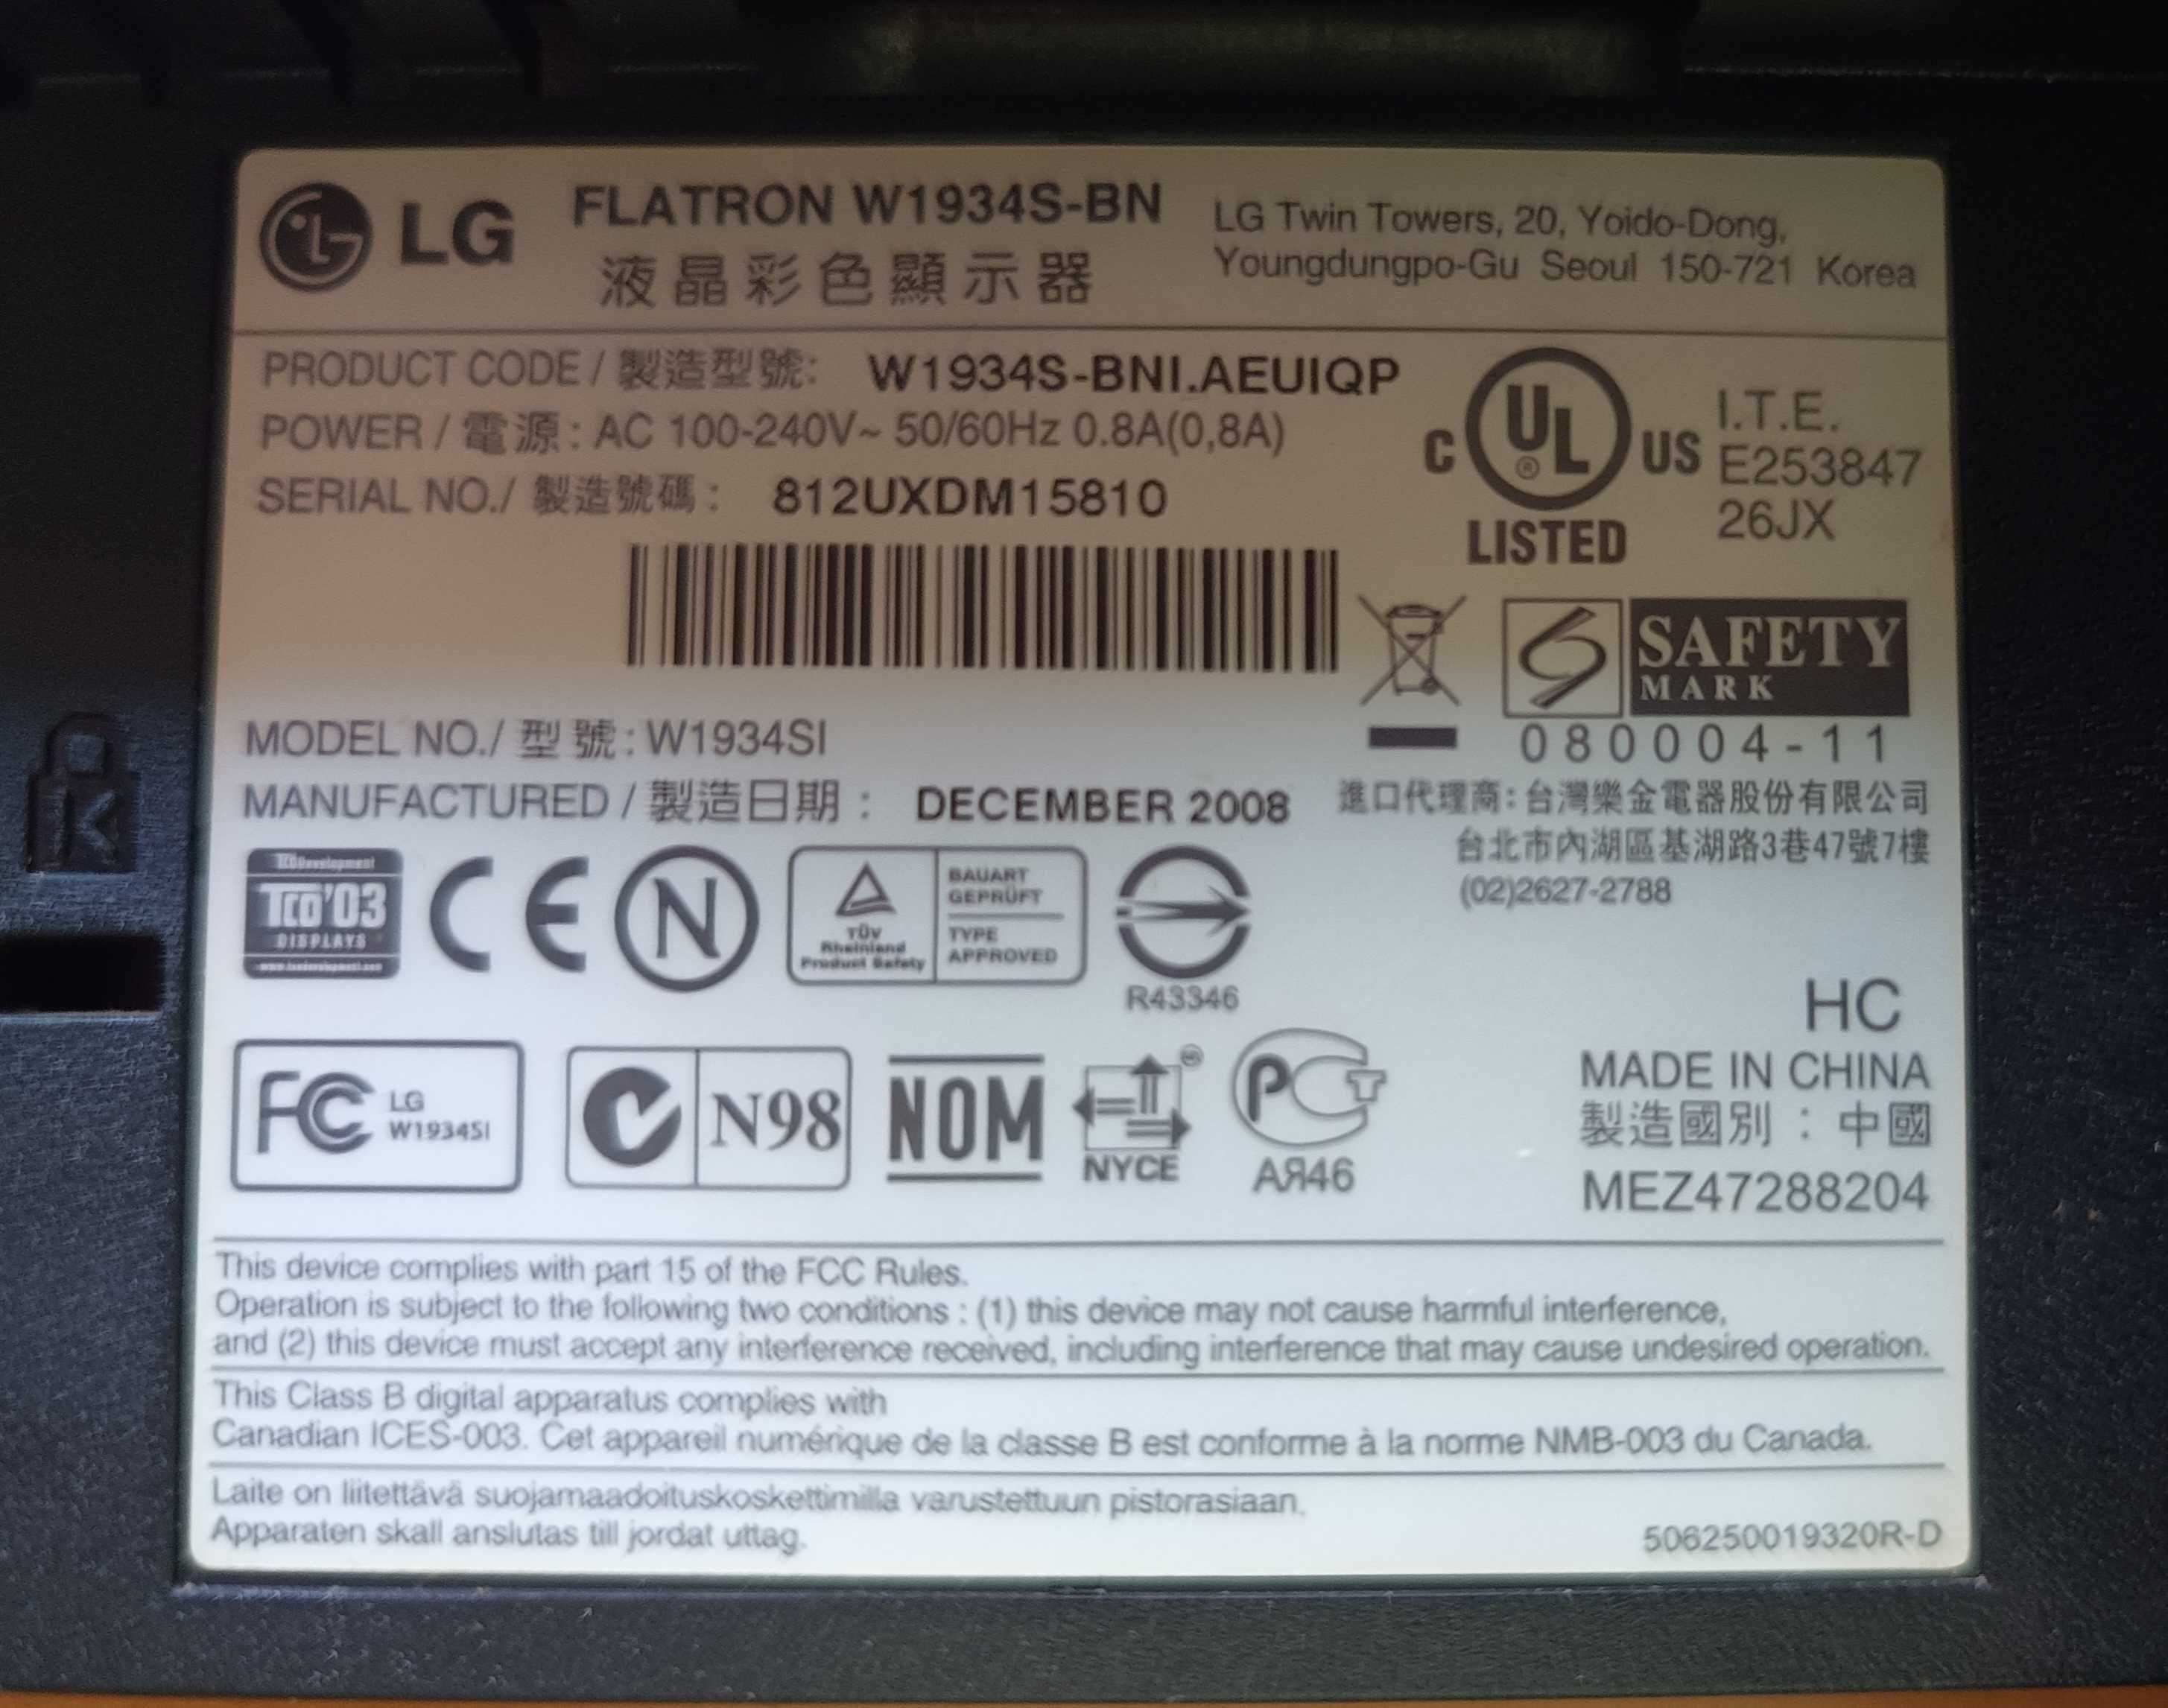 LG FLATRON W1934S-BN
液晶彩色顯示器
LG Twin Towers, 20, Yoido-Dong,
Youngdungpo-Gu Seoul 150-721 Korea
PRODUCT CODE / 製造型號: W1934S-BNI.AEUIQP
POWER / 電源: AC 100-240V~ 50/60Hz 0.8A(0,8A)
SERIAL NO./ 製造號碼: 812UXDM15810
C UL ® US
LISTED
I.T.E.
E253847
26JX
SAFETY
MARK
080004-11
MODEL NO./ 型號: W1934SI
MANUFACTURED / 製造日期: DECEMBER 2008
進口代理商:台灣樂金電器股份有限公司
台北市內湖區基湖路3巷47號7樓
(02)2627-2788
TCODevelopment
TCO'03
DISPLAYS
www.tcodevelopment.com
CE
N
TÜV
Rheinland
Product Safety
BAUART
GEPRÜFT
TYPE
APPROVED
R43346
HC
MADE IN CHINA
製造國別:中國
MEZ47288204
FC LG
W1934SI
N98
NOM
NYCE
РСТ
АЯ46
This device complies with part 15 of the FCC Rules.
Operation is subject to the following two conditions : (1) this device may not cause harmful interference,
and (2) this device must accept any interference received, including interference that may cause undesired operation.
This Class B digital apparatus complies with
Canadian ICES-003. Cet appareil numérique de la classe B est conforme à la norme NMB-003 du Canada.
Laite on liitettävä suojamaadoituskoskettimilla varustettuun pistorasiaan.
Apparaten skall anslutas till jordat uttag.
506250019320R-D